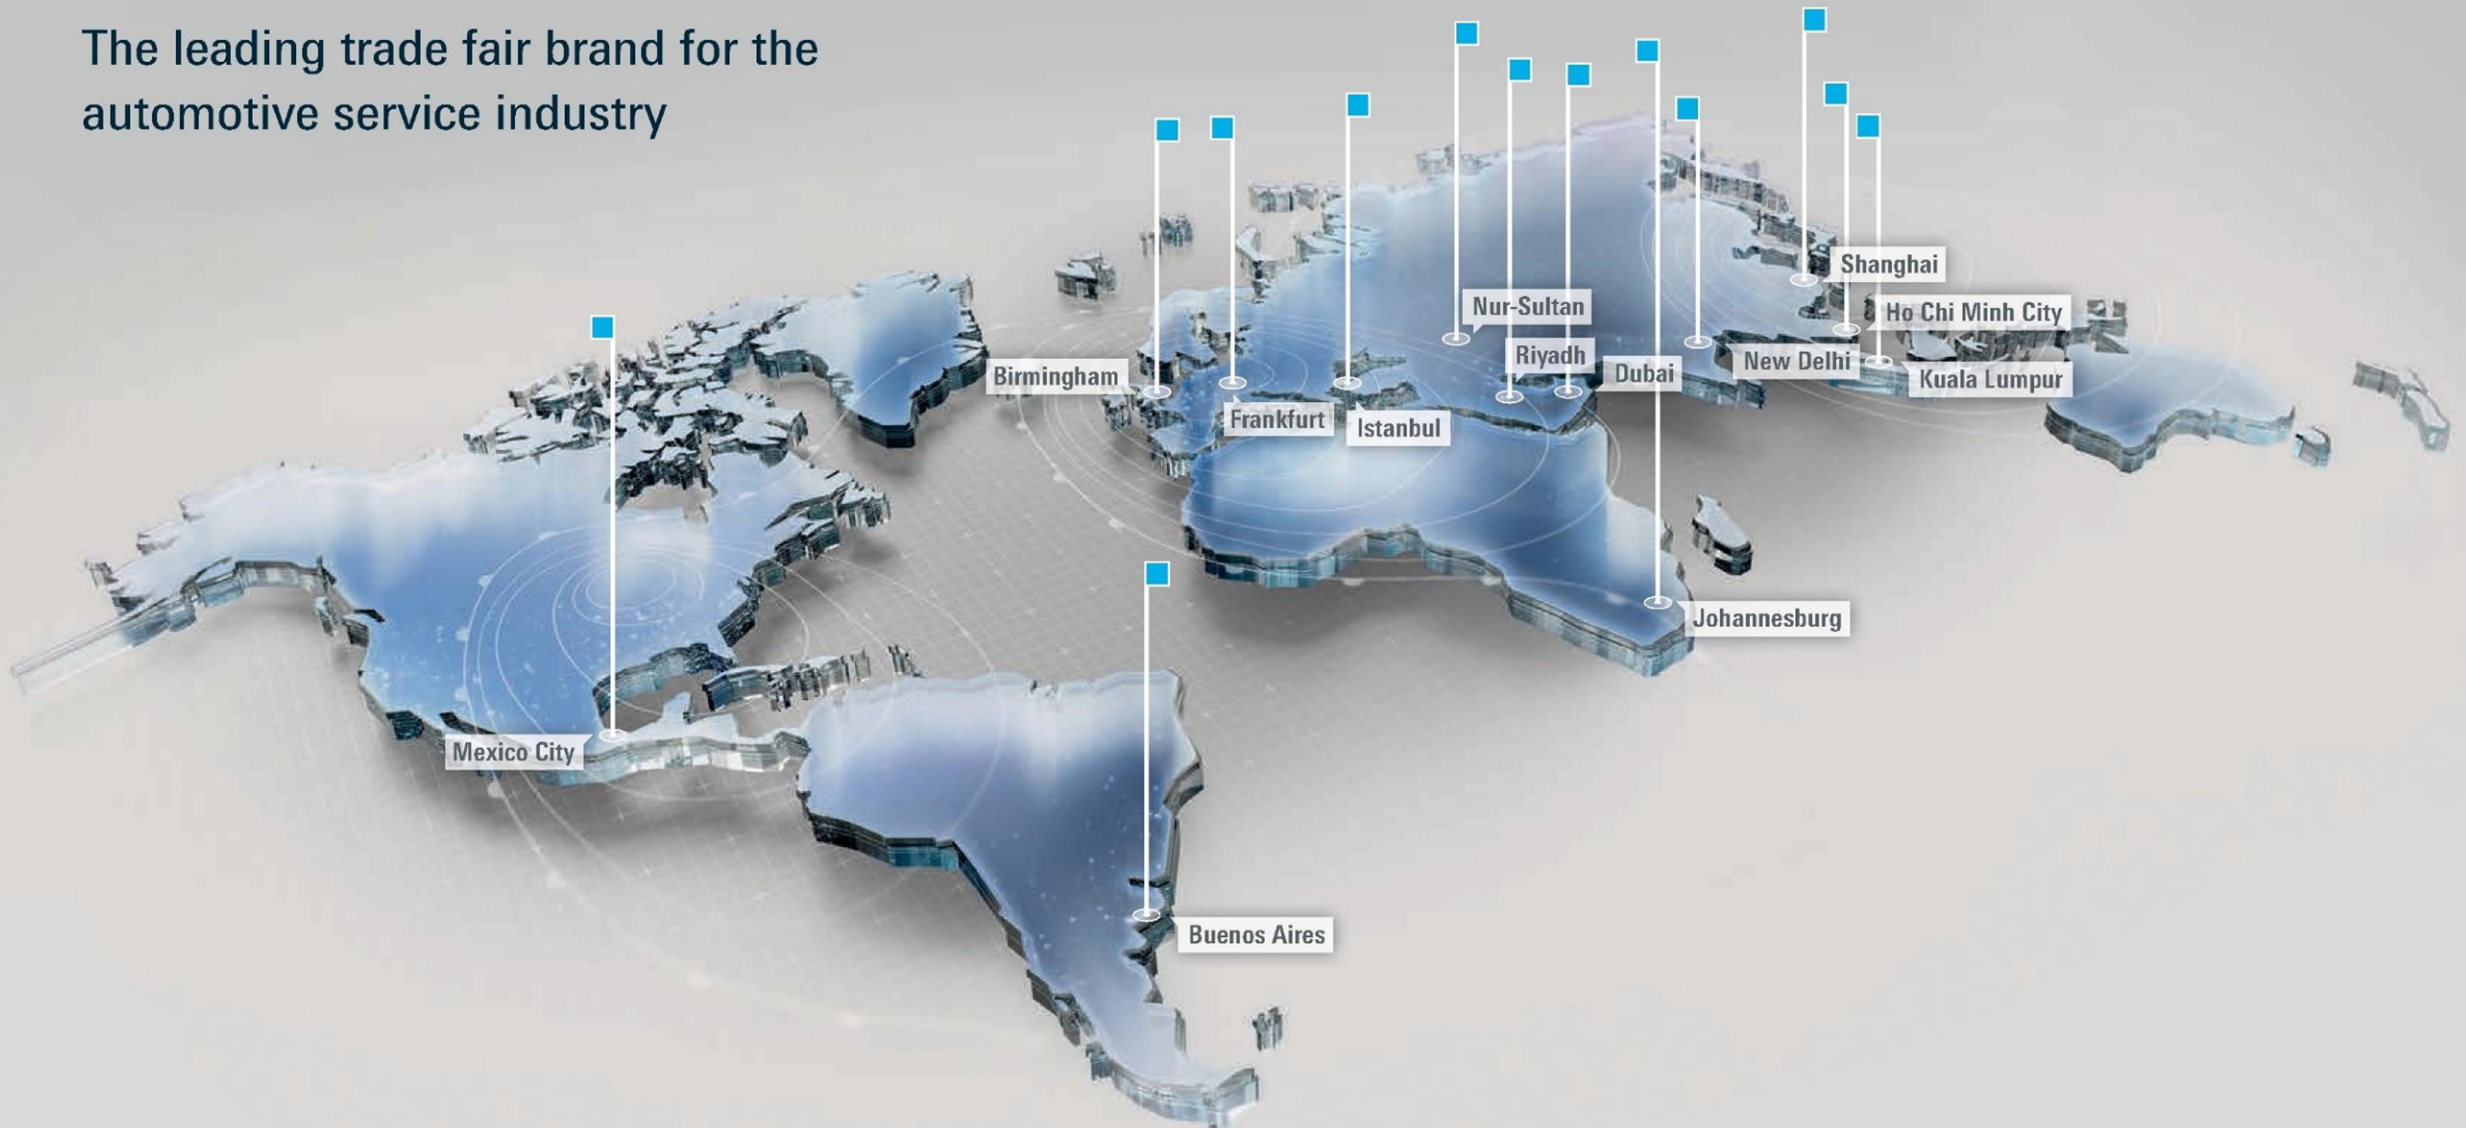 The leading trade fair brand for the
automotive service industry
Shanghai
Nur-Sultan
Ho Chi Minh City
Riyadh
New Delhi
Dubai
Birmingham
Kuala Lumpur
Frankfurt
Istanbul
Johannesburg
Mexico City
Buenos Aires